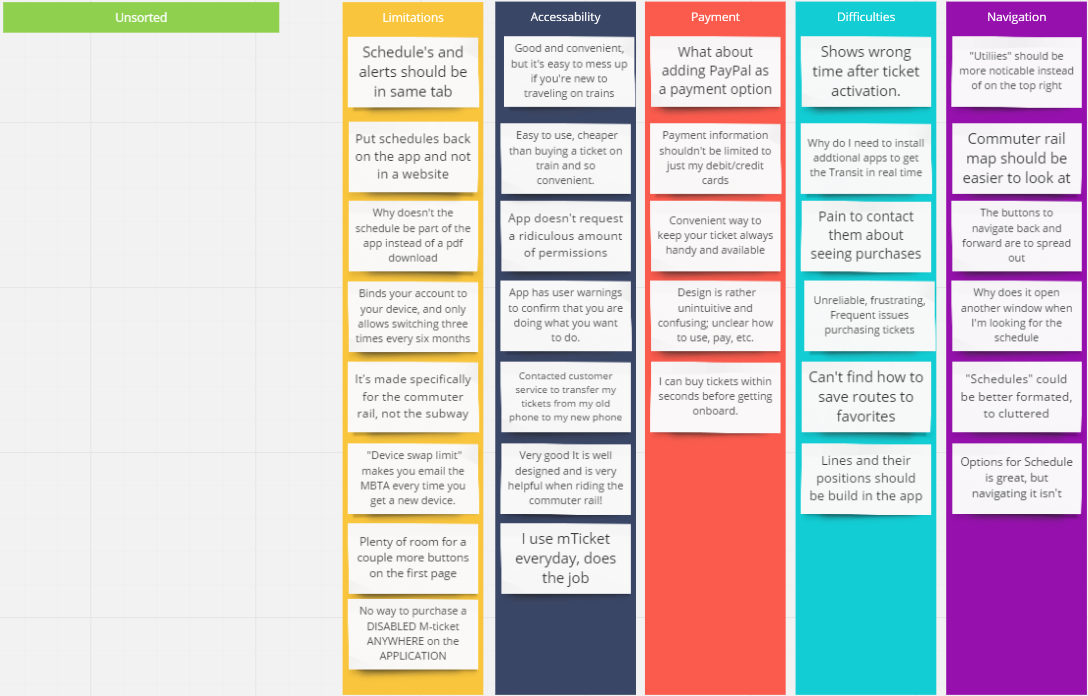 Unsorted
Limitations
Schedule's and
alerts should be
in same tab
Put schedules back
on the app and not
in a website
Why doesn't the
schedule be part of the
app instead of a pdf
download
Binds your account to
your device, and only
allows switching three
times every six months
It's made specifically
for the commuter
rail, not the subway
"Device swap limit"
makes you email the
MBTA every time you
get a new device.
Plenty of room for a
couple more buttons
on the first page
No way to purchase a
DISABLED M-ticket
ANYWHERE on the
APPLICATION
Accessability
Good and convenient,
but it's easy to mess up
if you're new to
traveling on trains
Easy to use, cheaper
than buying a ticket on
train and so
convenient.
App doesn't request
a ridiculous amount
of permissions
App has user warnings
to confirm that you are
doing what you want
to do.
Contacted customer
service to transfer my
tickets from my old
phone to my new phone
Very good It is well
designed and is very
helpful when riding the
commuter rail!
I use mTicket
everyday, does
the job
Payment
What about
adding PayPal as
a payment option
Payment information
shouldn't be limited to
just my debit/credit
cards
Convenient way to
keep your ticket always
handy and available
Design is rather
unintuitive and
confusing; unclear how
to use, pay, etc.
I can buy tickets within
seconds before getting
onboard.
Difficulties
Shows wrong
time after ticket
activation.
Why do I need to install
addtional apps to get
the Transit in real time
Pain to contact
them about
seeing purchases
Unreliable, frustrating,
Frequent issues
purchasing tickets
Can't find how to
save routes to
favorites
Lines and their
positions should
be build in the app
Navigation
"Utiliies" should be
more noticable instead
of on the top right
Commuter rail
map should be
easier to look at
The buttons to
navigate back and
forward are to spread
out
Why does it open
another window when
I'm looking for the
schedule
"Schedules" could
be better formated,
to cluttered
Options for Schedule
is great, but
navigating it isn't